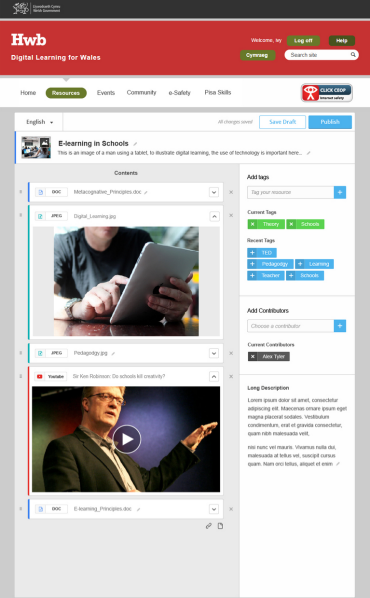 Llywodraeth Cymru
Welsh Government
Hwb
Digital Learning for Wales
Welcome, my
Log off
Help
Cymraeg
Search site
Home
Resources
Events
Community
e-Safety
Pisa Skills
CLICK CEOP
Internet safety
English
All changes saved
Save Draft
Publish
E-learning in Schools
This is an image of a man using a tablet, to illustrate digital learning, the use of technology is important here...
Contents
DOC Metacognative_Principles.doc
JPEG Digital_Learning.jpg
JPEG Pedagodgy.jpg
Youtube Sir Ken Robinson: Do schools kill creativity?
DOC E-learning_Principles.doc
Add tags
Tag your resource
Current Tags
Theory
Schools
Recent Tags
TED
Pedagodgy
Learning
Teacher
Schools
Add Contributors
Choose a contributor
Current Contributors
Alex Tyler
Long Description
Lorem ipsum dolor sit amet, consectetur
adipiscing elit. Maecenas ornare ipsum eget
magna placerat sodales. Vestibulum
condimentum, erat ut gravida consectetur,
quam nibh malesuada velit,
nisi nunc vel mauris. Vivamus nulla dui,
malesuada at tellus vel, suscipit cursus
quam. Nam orci tellus, aliquet et enim